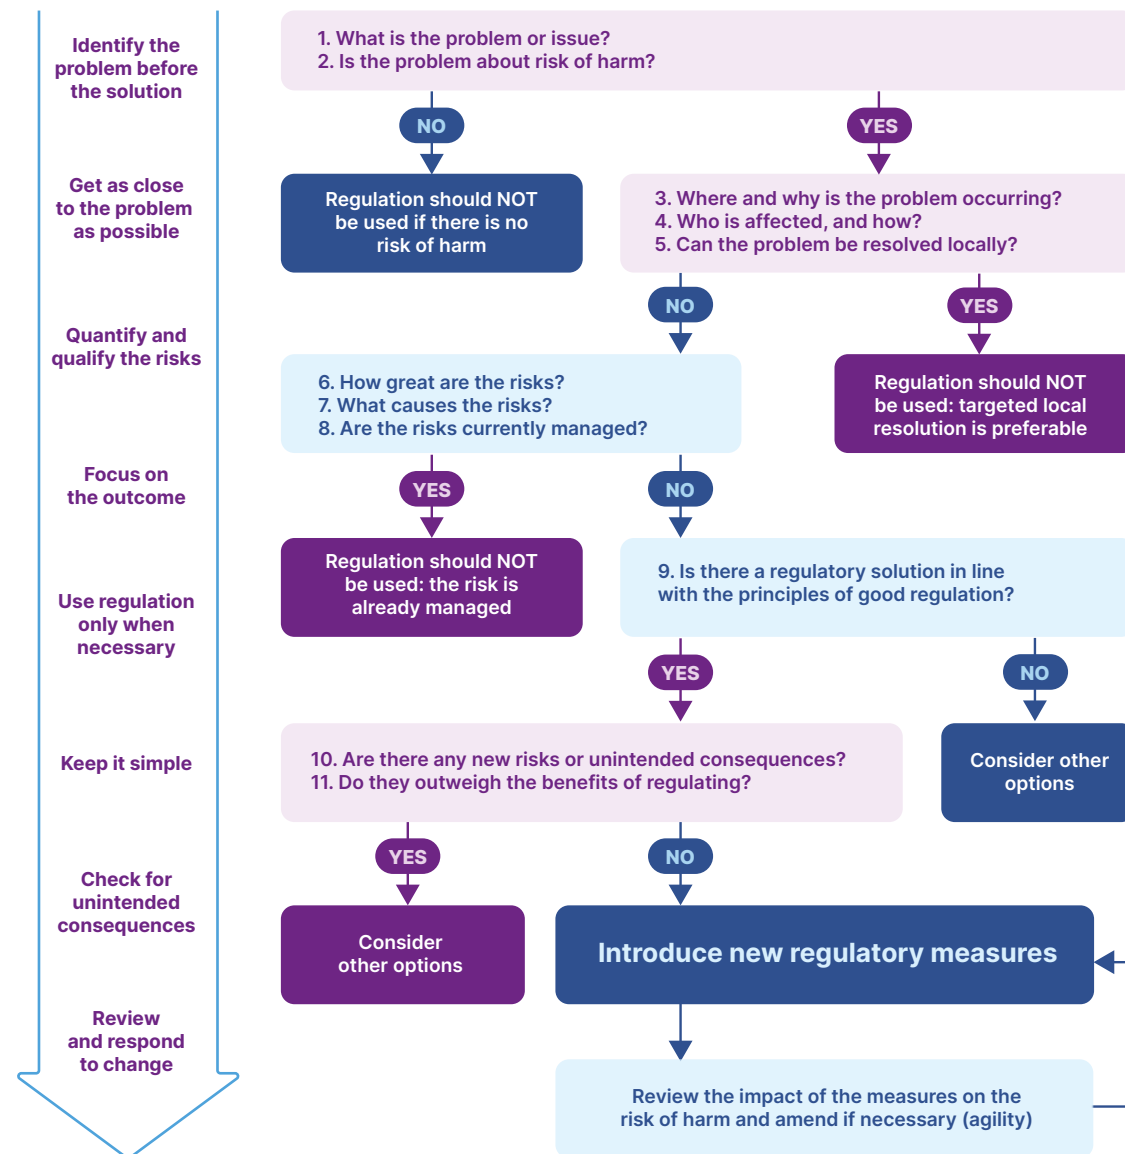 Identify the
problem before
the solution
Get as close
to the problem
as possible
Quantify and
qualify the risks
Focus on
the outcome
Use regulation
only when
necessary
Keep it simple
Check for
unintended
consequences
Review
and respond
to change
1. What is the problem or issue?
2. Is the problem about risk of harm?
NO
YES
Regulation should NOT
be used if there is no
risk of harm
3. Where and why is the problem occurring?
4. Who is affected, and how?
5. Can the problem be resolved locally?
NO
YES
6. How great are the risks?
7. What causes the risks?
8. Are the risks currently managed?
Regulation should NOT
be used: targeted local
resolution is preferable
YES
NO
Regulation should NOT
be used: the risk is
already managed
9. Is there a regulatory solution in line
with the principles of good regulation?
YES
NO
10. Are there any new risks or unintended consequences?
11. Do they outweigh the benefits of regulating?
Consider other
options
YES
NO
Consider
other options
Introduce new regulatory measures
Review the impact of the measures on the
risk of harm and amend if necessary (agility)